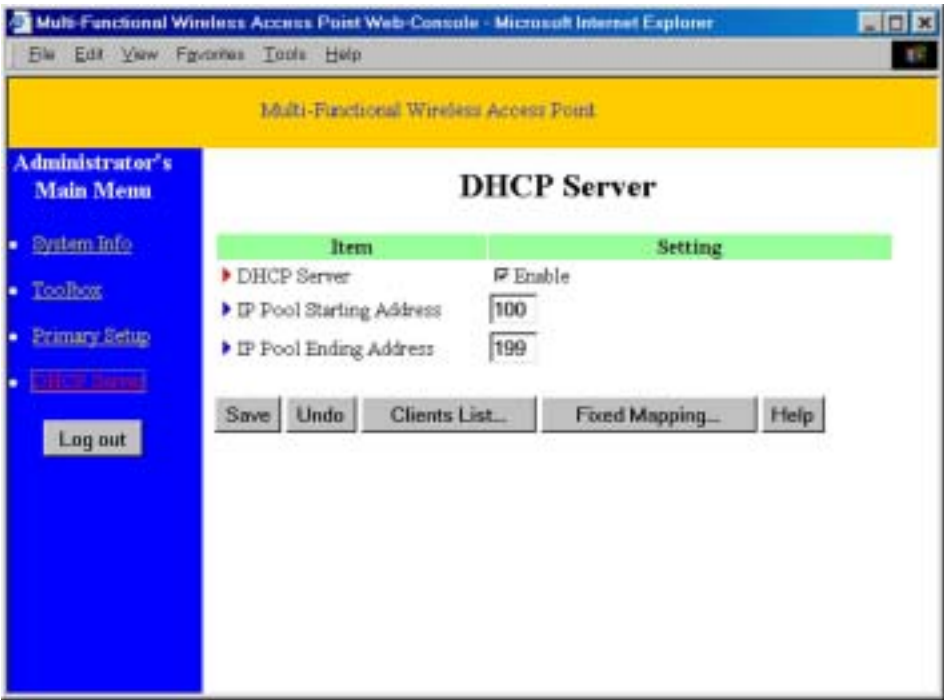 Multi-Functional Wireless Access Point Web-Console - Microsoft Internet Explorer
File Edit View Favorites Tools Help
Multi-Functional Wireless Access Point
Administrator's
Main Menu
System Info
Toolbox
Primary Setup
DHCP Server
Log out
DHCP Server
Item Setting
DHCP Server Enable
IP Pool Starting Address 100
IP Pool Ending Address 199
Save Undo Clients List... Fixed Mapping... Help